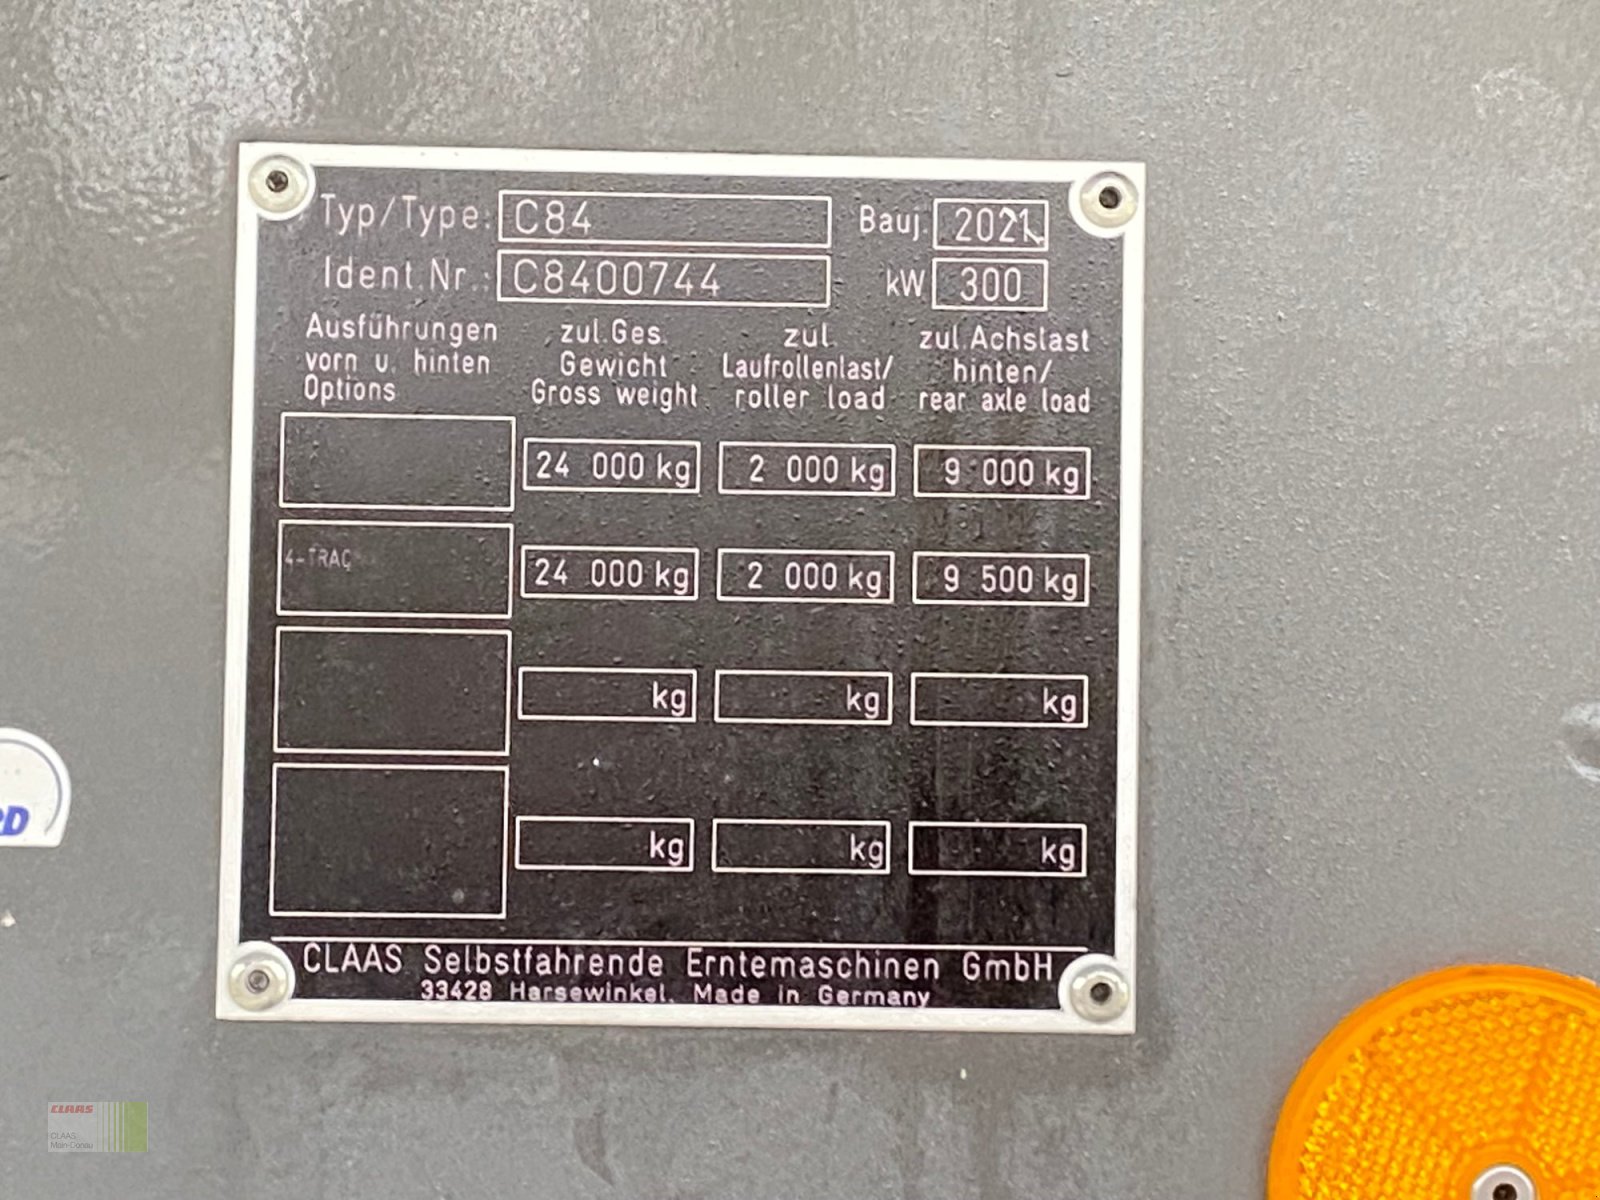 Typ/Type: C84 Bauj. 2021
Ident.Nr.: C8400744 kW 300
Ausführungen vorn u. hinten Options
zul.Ges. Gewicht Gross weight
zul. Laufrollenlast/ roller load
zul.Achslast hinten/ rear axle load
24 000 kg 2 000 kg 9 000 kg
4-TRAC 24 000 kg 2 000 kg 9 500 kg
kg kg kg
kg kg kg
CLAAS Selbstfahrende Erntemaschinen GmbH
33428 Harsewinkel. Made in Germany
CLAAS
CLAAS
Main-Donau